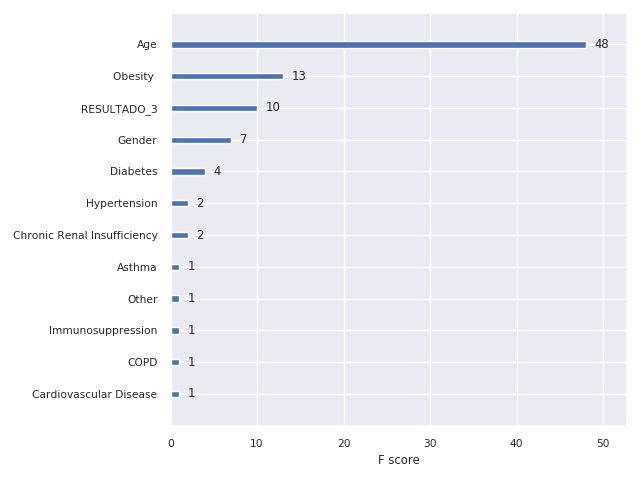 Age 48
Obesity 13
RESULTADO_3 10
Gender 7
Diabetes 4
Hypertension 2
Chronic Renal Insufficiency 2
Asthma 1
Other 1
Immunosuppression 1
COPD 1
Cardiovascular Disease 1
0 10 20 30 40 50
F score